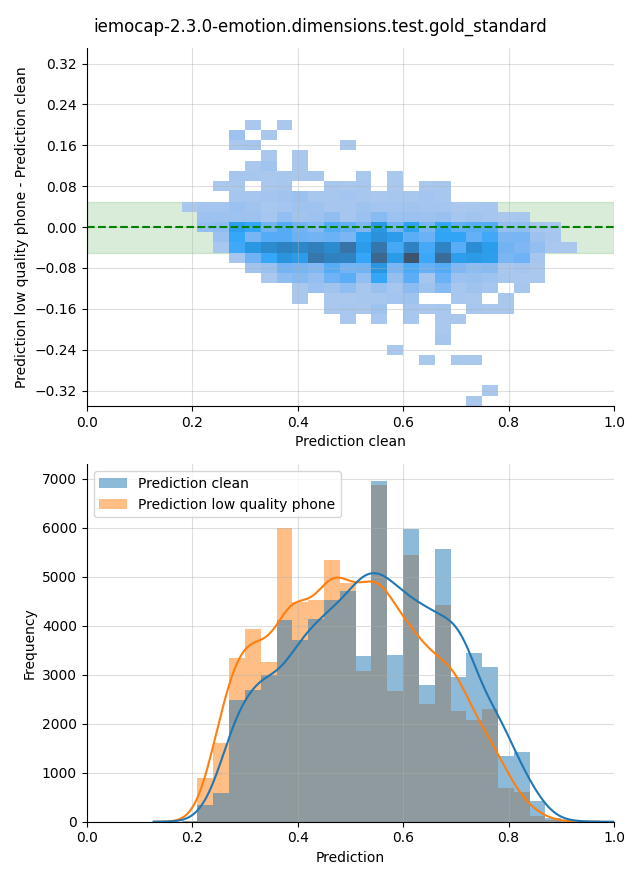 iemocap-2.3.0-emotion.dimensions.test.gold_standard
Prediction low quality phone - Prediction clean
0.32
0.24
0.16
0.08
0.00
−0.08
−0.16
−0.24
−0.32
0.0 0.2 0.4 0.6 0.8 1.0
Prediction clean
Frequency
7000
6000
5000
4000
3000
2000
1000
0
Prediction clean
Prediction low quality phone
0.0 0.2 0.4 0.6 0.8 1.0
Prediction